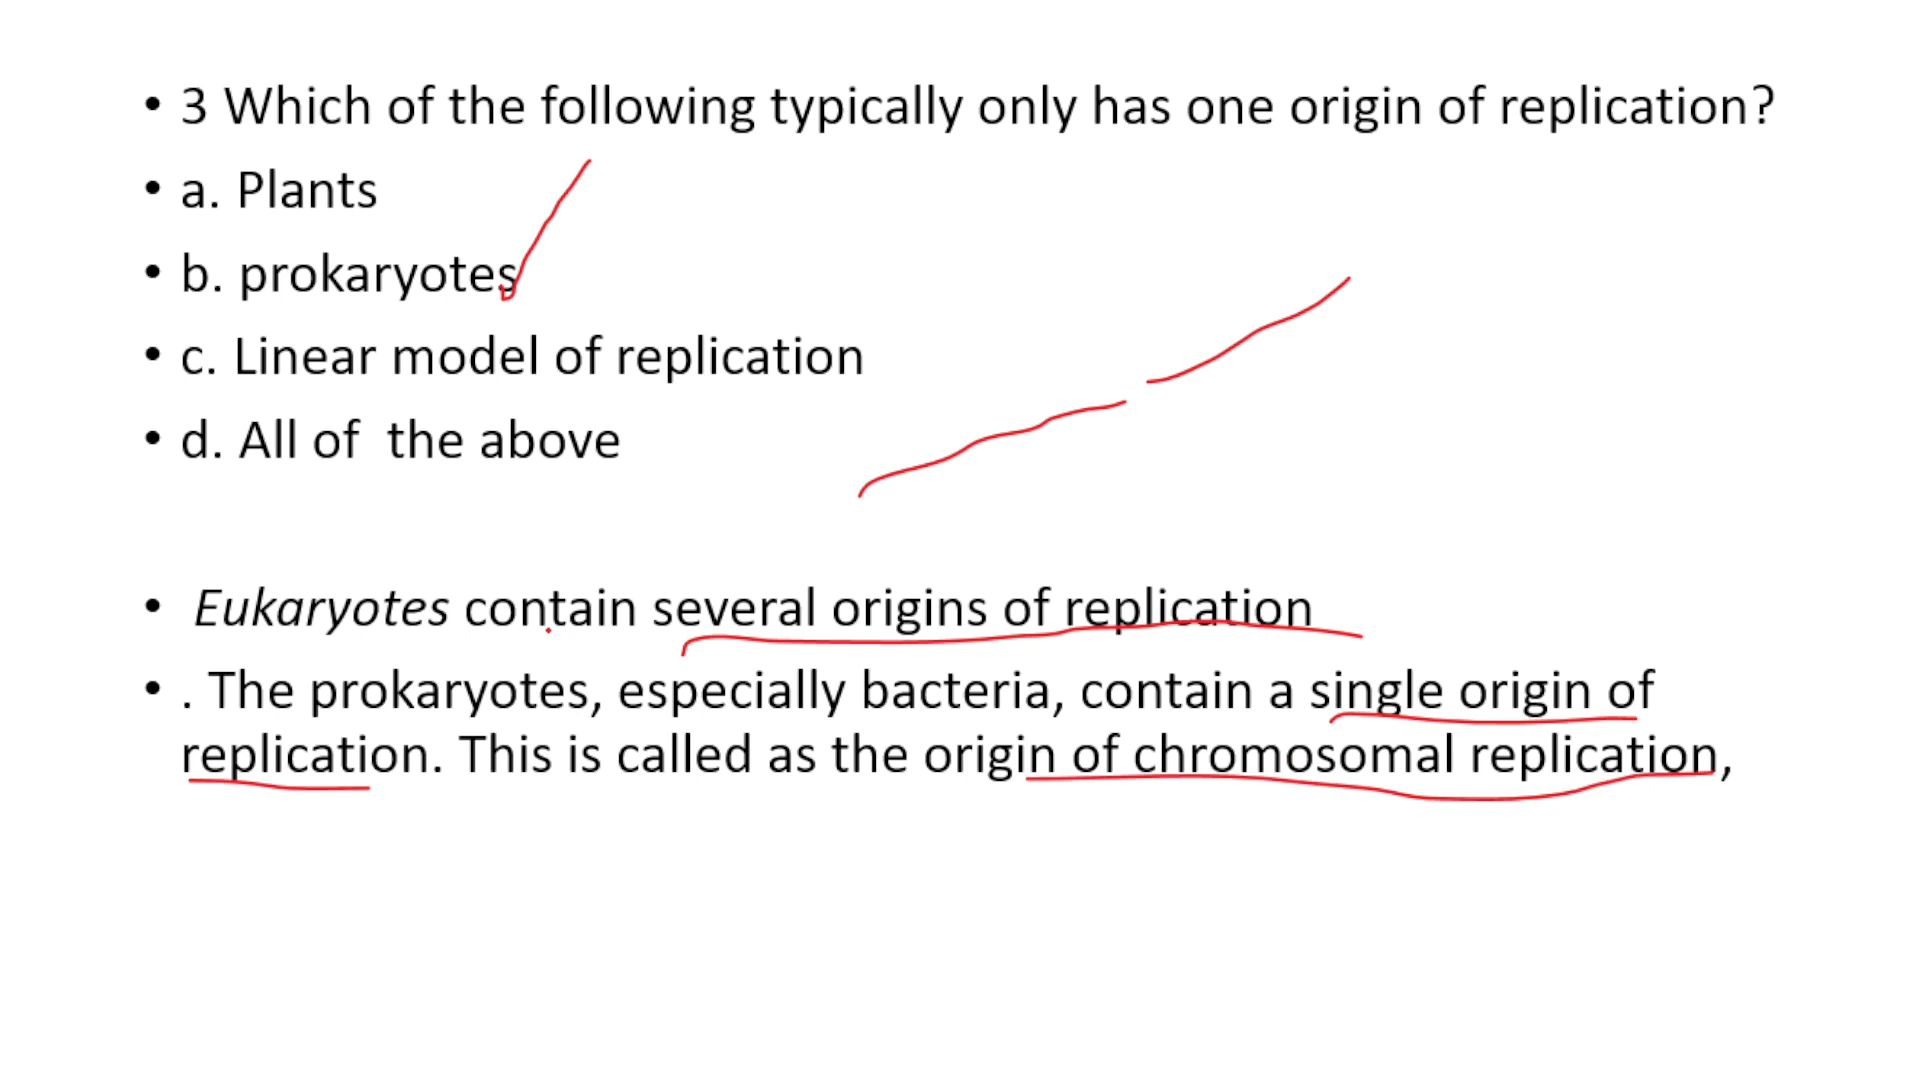 • 3 Which of the following typically only has one origin of replication?
• a. Plants
• b. prokaryotes
• c. Linear model of replication
• d. All of the above
• Eukaryotes contain several origins of replication
• . The prokaryotes, especially bacteria, contain a single origin of
replication. This is called as the origin of chromosomal replication,